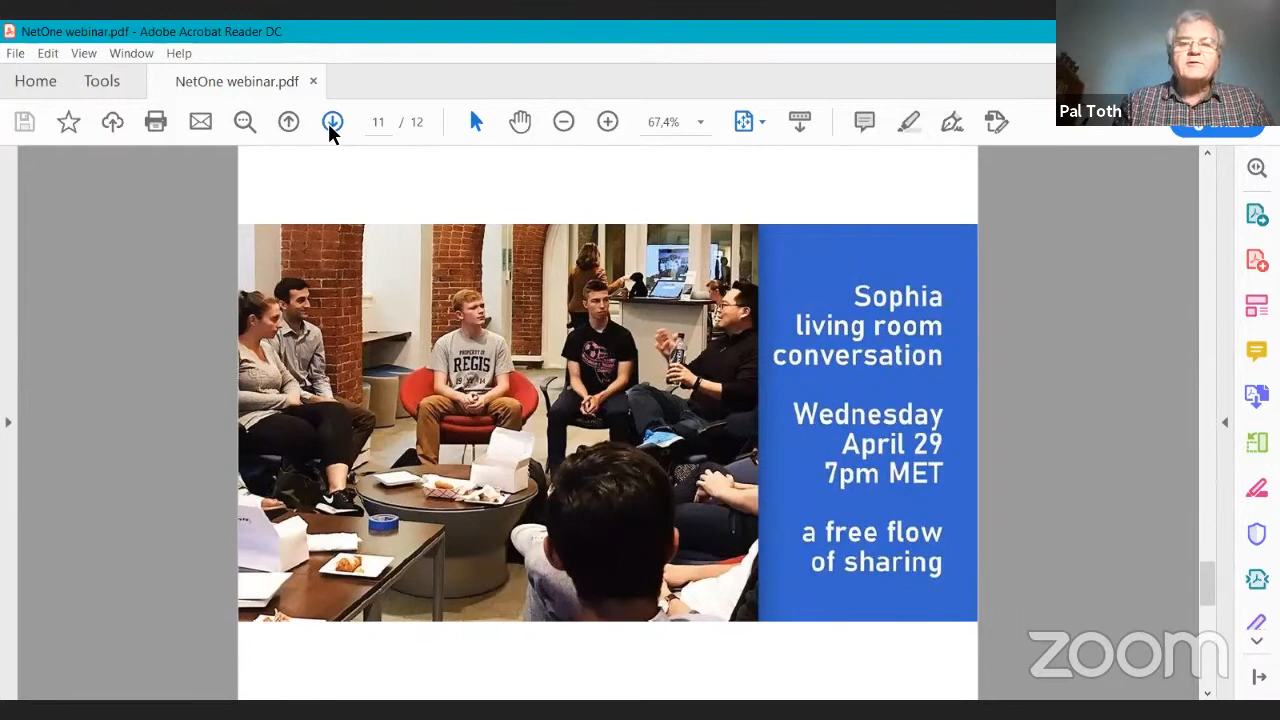 NetOne webinar.pdf - Adobe Acrobat Reader DC
File Edit View Window Help
Home Tools NetOne webinar.pdf ×
11 / 12 67,4%
Pal Toth
PROPERTY OF
REGIS
Sophia
living room
conversation
Wednesday
April 29
7pm MET
a free flow
of sharing
zoom